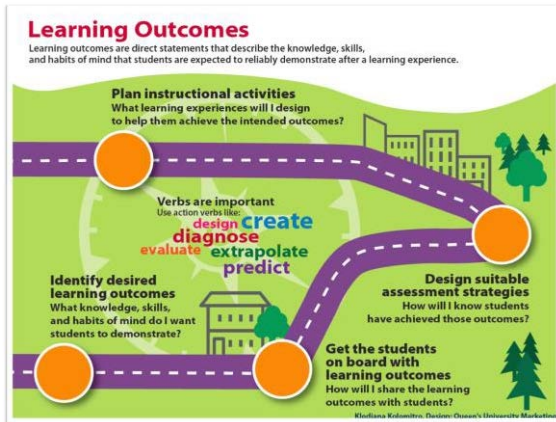 Learning Outcomes
Learning outcomes are direct statements that describe the knowledge, skills,
and habits of mind that students are expected to reliably demonstrate after a learning experience.
Plan instructional activities
What learning experiences will I design
to help them achieve the intended outcomes?
Verbs are important
Use action verbs like:
design create
diagnose
evaluate extrapolate
predict
Identify desired
learning outcomes
What knowledge, skills,
and habits of mind do I want
students to demonstrate?
Design suitable
assessment strategies
How will I know students
have achieved those outcomes?
Get the students
on board with
learning outcomes
How will I share the learning
outcomes with students?
Klodiana Kolomitro, Design: Queen's University Marketing